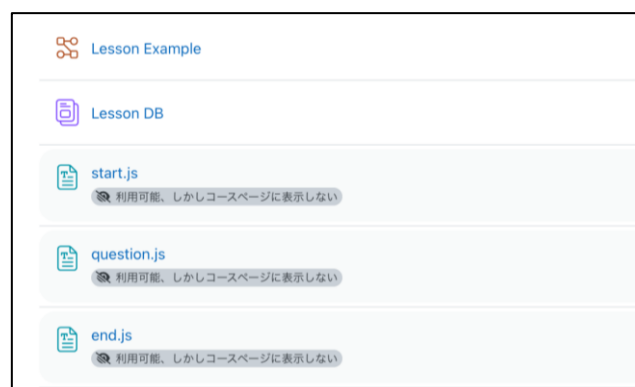 Lesson Example
Lesson DB
start.js
利用可能、しかしコースページに表示しない
question.js
利用可能、しかしコースページに表示しない
end.js
利用可能、しかしコースページに表示しない